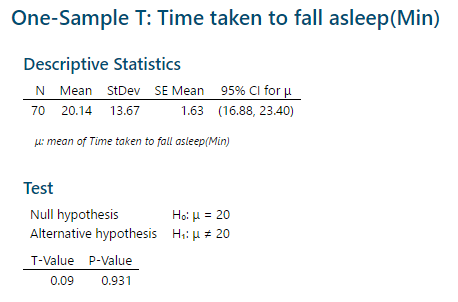 One-Sample T: Time taken to fall asleep(Min)
Descriptive Statistics
N Mean StDev SE Mean 95% CI for μ
70 20.14 13.67 1.63 (16.88, 23.40)
μ: mean of Time taken to fall asleep(Min)
Test
Null hypothesis H₀: μ = 20
Alternative hypothesis H₁: μ ≠ 20
T-Value P-Value
0.09 0.931